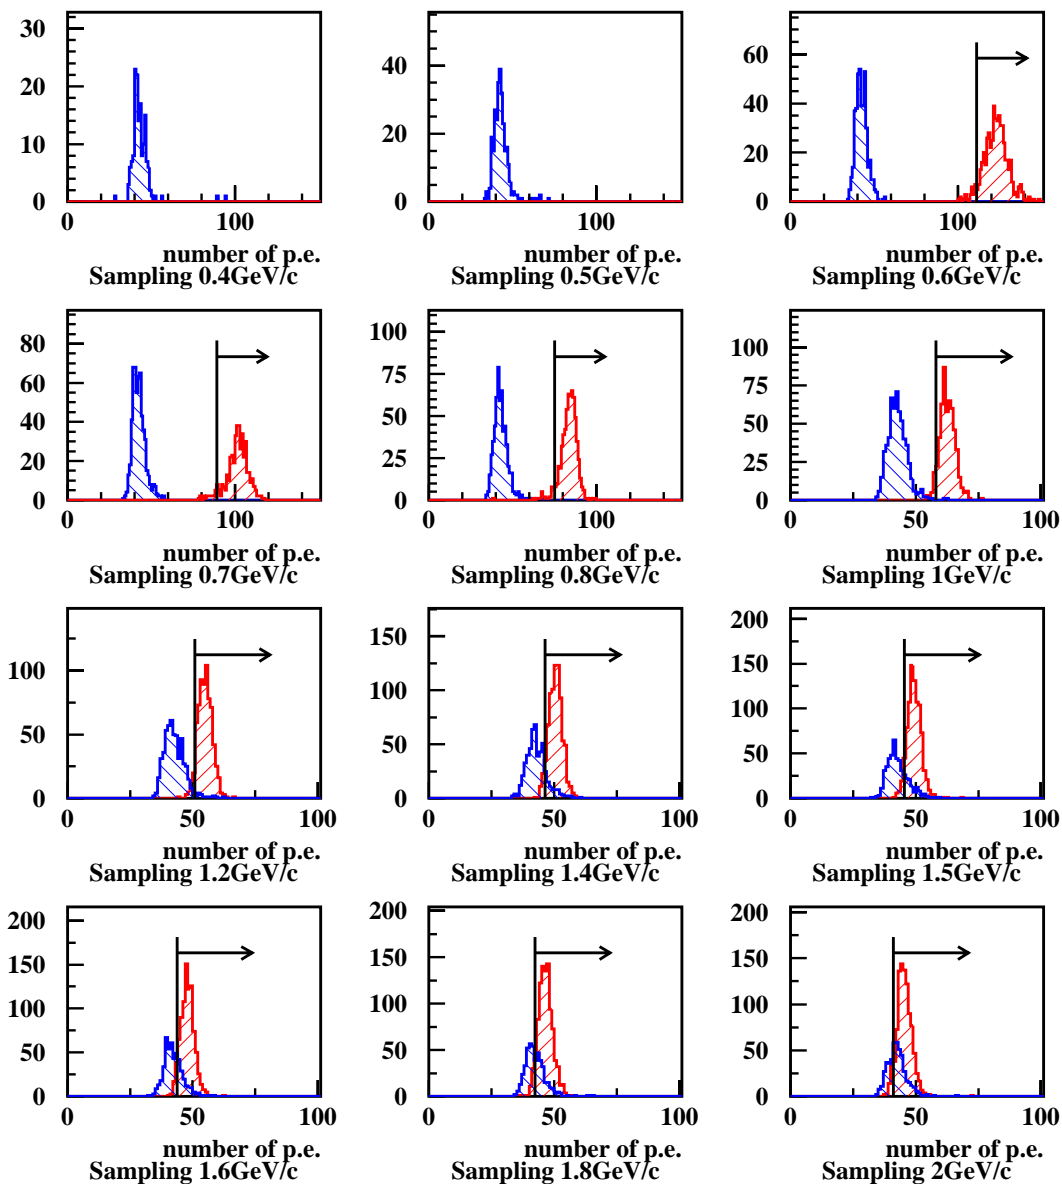 30
20
10
0
0 100
number of p.e.
Sampling 0.4GeV/c
40
20
0
0 100
number of p.e.
Sampling 0.5GeV/c
60
40
20
0
0 100
number of p.e.
Sampling 0.6GeV/c
80
60
40
20
0
0 100
number of p.e.
Sampling 0.7GeV/c
100
75
50
25
0
0 100
number of p.e.
Sampling 0.8GeV/c
100
75
50
25
0
0 50 100
number of p.e.
Sampling 1GeV/c
100
50
0
0 50 100
number of p.e.
Sampling 1.2GeV/c
150
100
50
0
0 50 100
number of p.e.
Sampling 1.4GeV/c
200
150
100
50
0
0 50 100
number of p.e.
Sampling 1.5GeV/c
200
150
100
50
0
0 50 100
number of p.e.
Sampling 1.6GeV/c
200
150
100
50
0
0 50 100
number of p.e.
Sampling 1.8GeV/c
200
150
100
50
0
0 50 100
number of p.e.
Sampling 2GeV/c